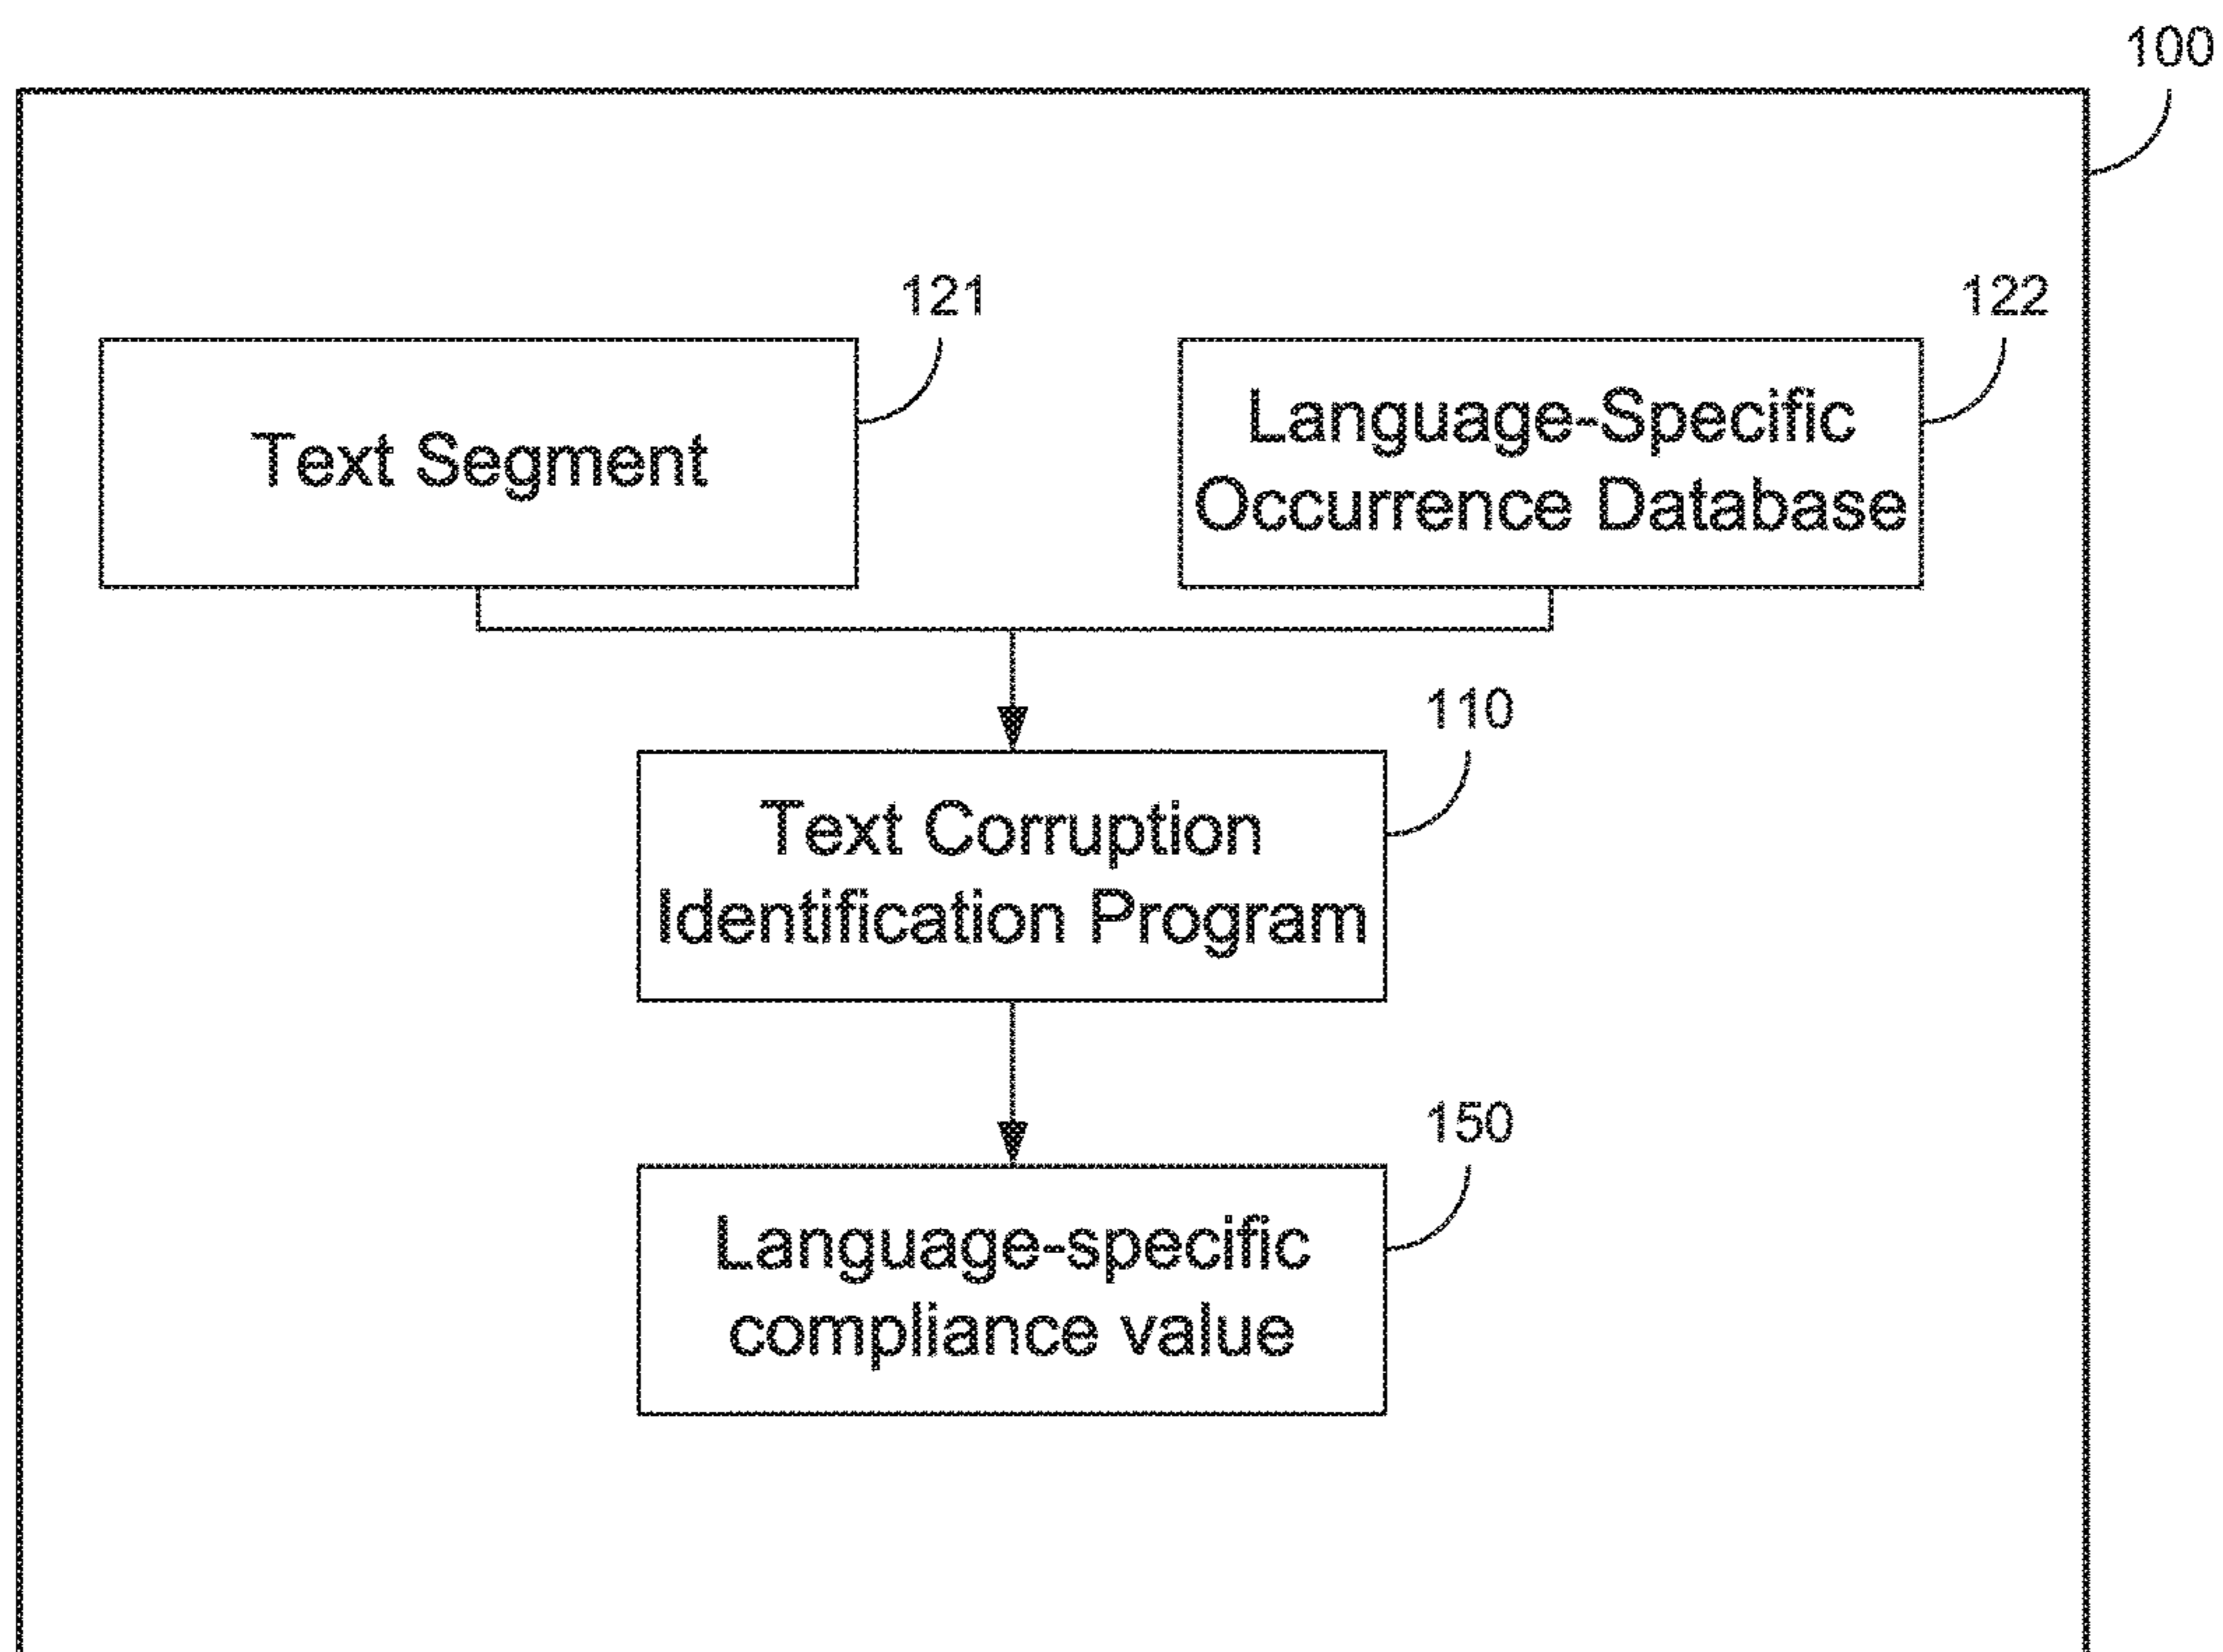 100
121
122
Text Segment
Language-Specific
Occurrence Database
110
Text Corruption
Identification Program
150
Language-specific
compliance value